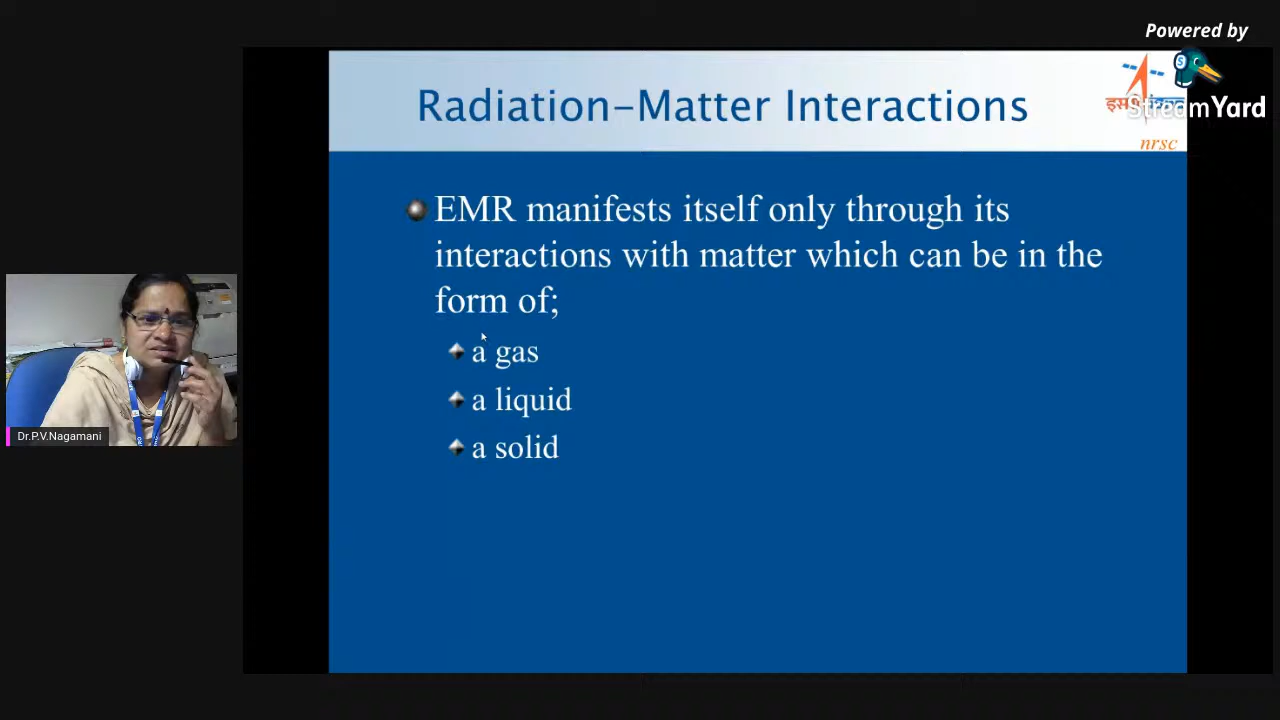 Powered by
StreamYard
Radiation-Matter Interactions
nrsc
EMR manifests itself only through its
interactions with matter which can be in the
form of;
a gas
a liquid
a solid
Dr.P.V.Nagamani